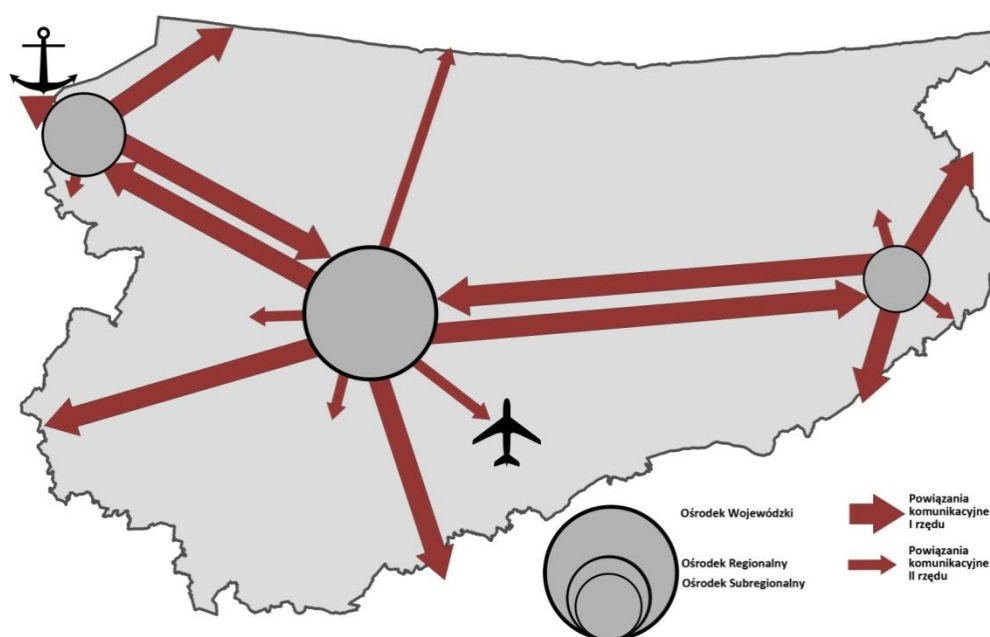 Ośrodek Wojewódzki
Ośrodek Regionalny
Ośrodek Subregionalny
Powiązania
komunikacyjne
I rzędu
Powiązania
komunikacyjne
II rzędu